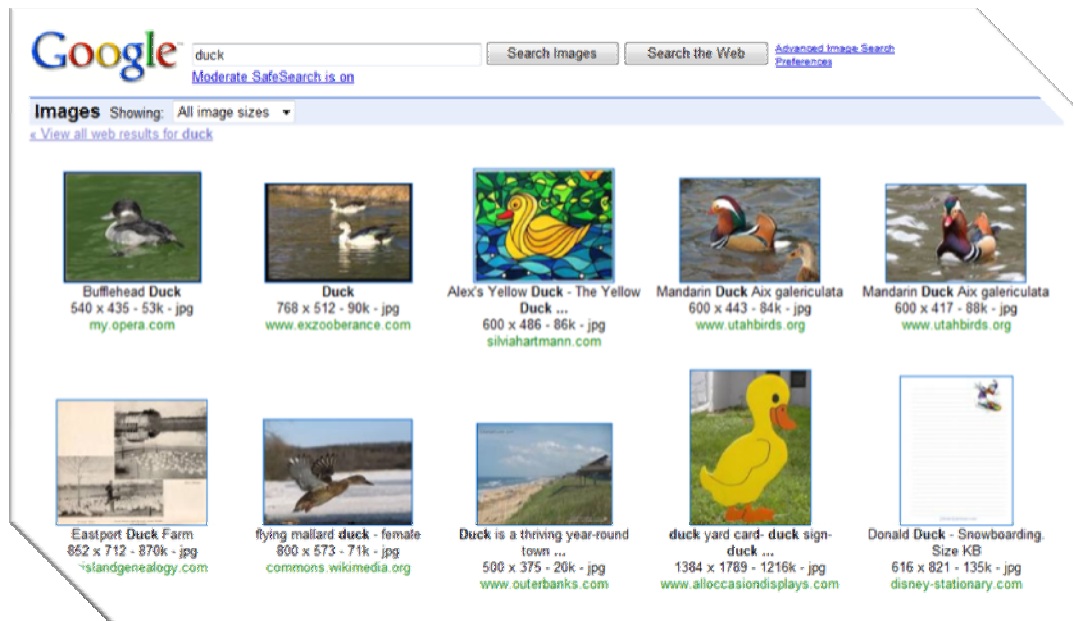 Google™
duck
Search Images
Search the Web
Advanced Image Search
Preferences
Moderate SafeSearch is on
Images Showing: All image sizes
« View all web results for duck
Bufflehead Duck
540 x 435 - 53k - jpg
my.opera.com
Duck
768 x 512 - 90k - jpg
www.exzooberance.com
Alex's Yellow Duck - The Yellow
Duck ...
600 x 486 - 86k - jpg
silviahartmann.com
Mandarin Duck Aix galericulata
600 x 443 - 84k - jpg
www.utahbirds.org
Mandarin Duck Aix galericulata
600 x 417 - 88k - jpg
www.utahbirds.org
Eastport Duck Farm
852 x 712 - 870k - jpg
islandgenealogy.com
flying mallard duck - female
800 x 573 - 71k - jpg
commons.wikimedia.org
Duck is a thriving year-round
town ...
500 x 375 - 20k - jpg
www.outerbanks.com
duck yard card- duck sign-
duck ...
1384 x 1789 - 1216k - jpg
www.alloccasiondisplays.com
Donald Duck - Snowboarding.
Size KB
616 x 821 - 135k - jpg
disney-stationary.com